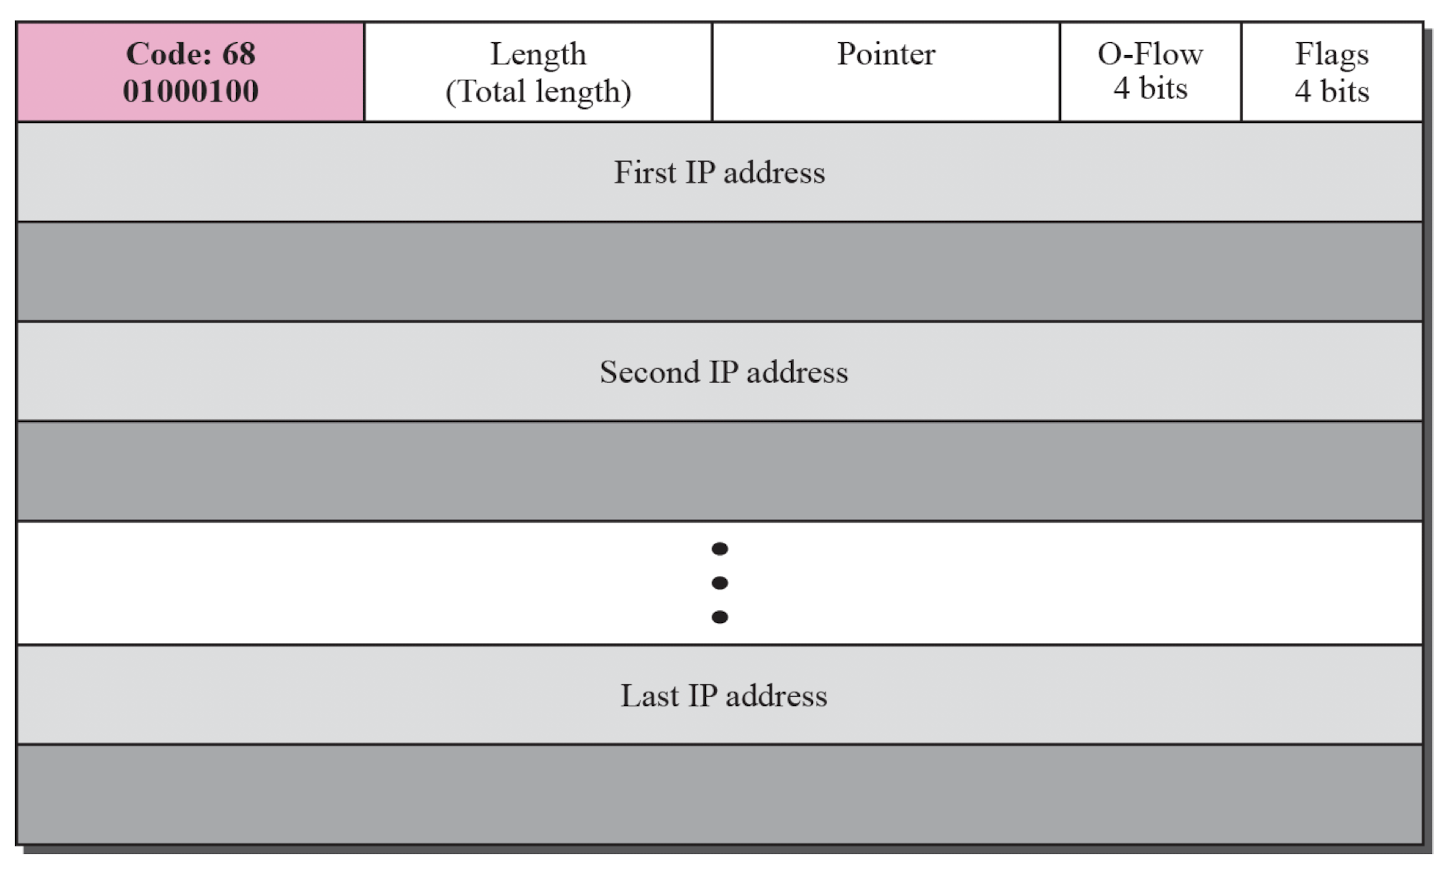 Code: 68
01000100
Length
(Total length)
Pointer
O-Flow
4 bits
Flags
4 bits
First IP address
Second IP address
Last IP address